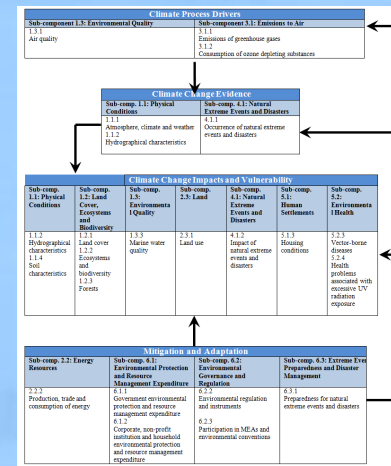 Climate Process Drivers
Sub-component 1.3: Environmental Quality
1.3.1
Air quality
Sub-component 3.1: Emissions to Air
3.1.1
Emissions of greenhouse gases
3.1.2
Consumption of ozone depleting substances
Climate Change Evidence
Sub-comp. 1.1: Physical
Conditions
1.1.1
Atmosphere, climate and weather
1.1.2
Hydrographical characteristics
Sub-comp. 4.1: Natural
Extreme Events and Disasters
4.1.1
Occurrence of natural extreme
events and disasters
Climate Change Impacts and Vulnerability
Sub-comp.
1.1: Physical
Conditions
1.1.2
Hydrographical
characteristics
1.1.4
Soil
characteristics
Sub-comp.
1.2: Land
Cover,
Ecosystems
and
Biodiversity
1.2.1
Land cover
1.2.2
Ecosystems
and
biodiversity
1.2.3
Forests
Sub-comp.
1.3:
Environmenta
l Quality
1.3.3
Marine water
quality
Sub-comp.
2.3: Land
2.3.1
Land use
Sub-comp.
4.1: Natural
Extreme
Events and
Disasters
4.1.2
Impact of
natural extreme
events and
disasters
Sub-comp.
5.1:
Human
Settlements
5.1.3
Housing
conditions
Sub-comp.
5.2:
Environmenta
l Health
5.2.3
Vector-borne
diseases
5.2.4
Health
problems
associated with
excessive UV
radiation
exposure
Mitigation and Adaptation
Sub-comp. 2.2: Energy
Resources
2.2.2
Production, trade and
consumption of energy
Sub-comp. 6.1:
Environmental Protection
and Resource
Management Expenditure
6.1.1
Government environmental
protection and resource
management expenditure
6.1.2
Corporate, non-profit
institution and household
environmental protection
and resource management
expenditure
Sub-comp. 6.2:
Environmental
Governance and
Regulation
6.2.2
Environmental regulation
and instruments
6.2.3
Participation in MEAs and
environmental conventions
Sub-comp. 6.3: Extreme Even
Preparedness and Disaster
Management
6.3.1
Preparedness for natural
extreme events and disasters